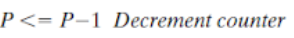 P <= P−1 Decrement counter